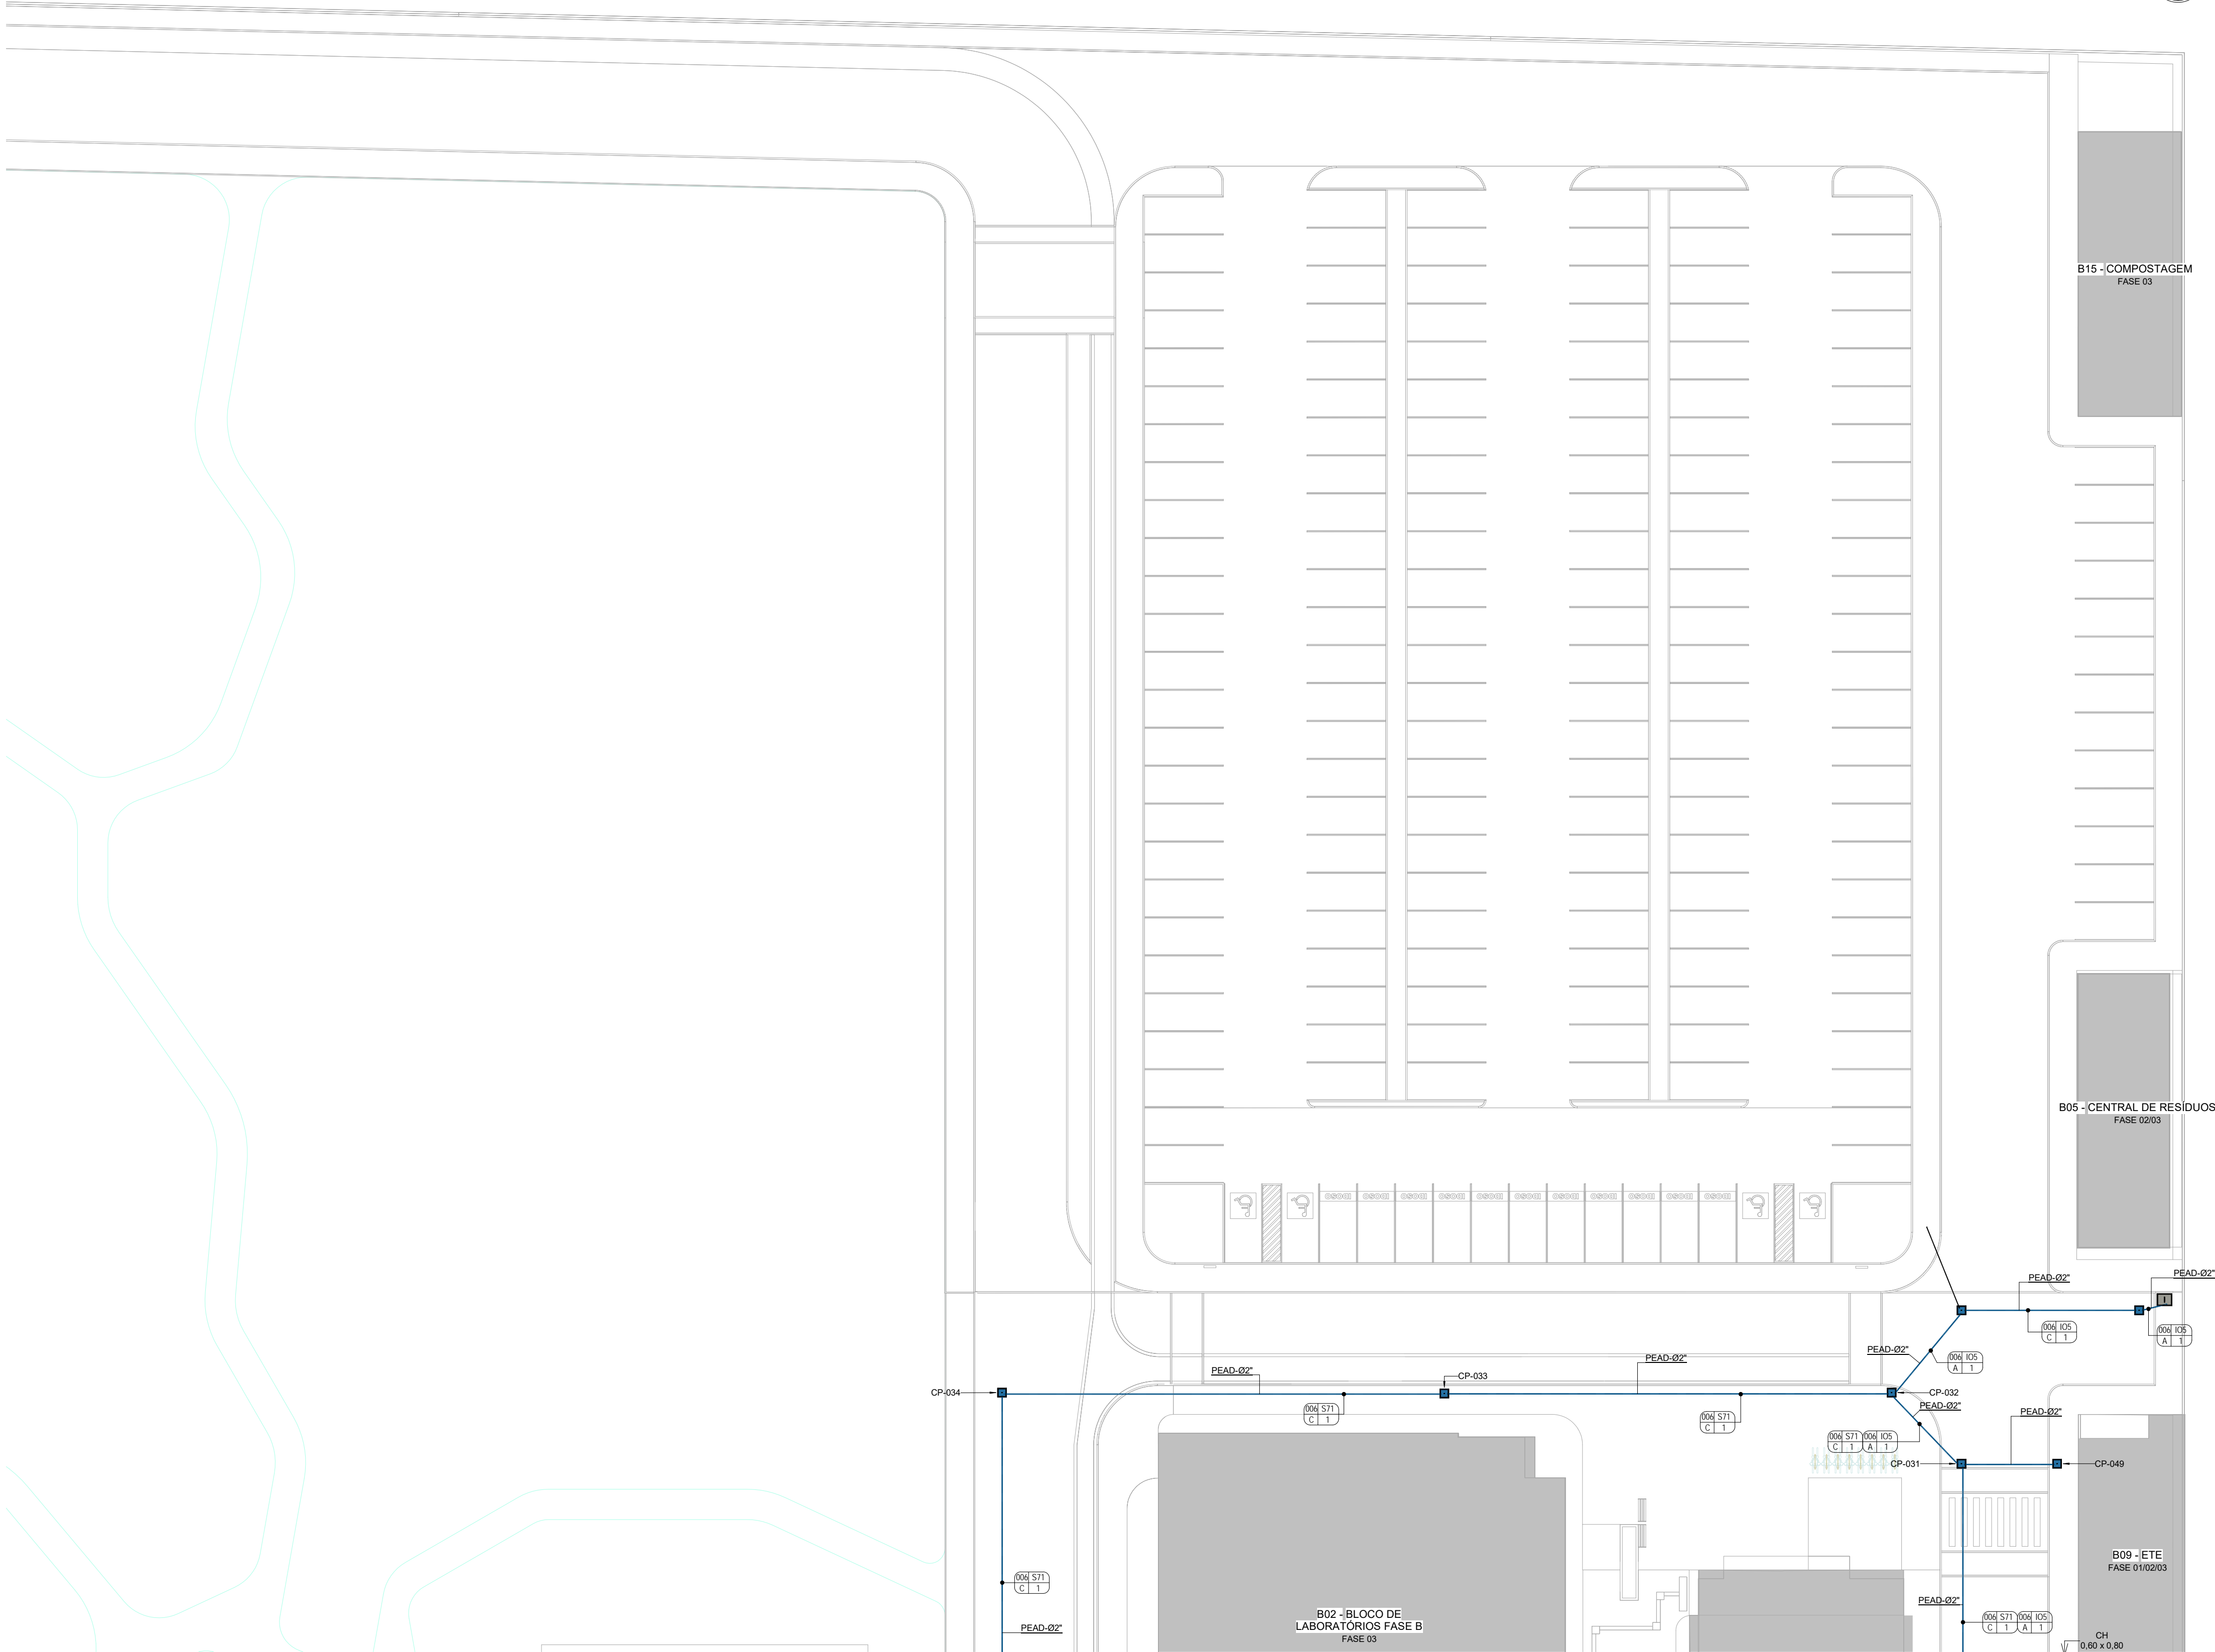 B15 - COMPOSTAGEM
FASE 03
B05 - CENTRAL DE RESÍDUOS
FASE 02/03
PEAD-Ø2"
PEAD-Ø2"
006 IO5
C 1
006 IO5
A 1
PEAD-Ø2"
006 IO5
A 1
PEAD-Ø2"
PEAD-Ø2"
CP-033
CP-034
CP-032
006 S71
C 1
006 S71
C 1
PEAD-Ø2"
PEAD-Ø2"
006 S71 006 IO5
C 1 A 1
CP-031
CP-049
B09 - ETE
FASE 01/02/03
006 S71
C 1
PEAD-Ø2"
B02 - BLOCO DE
LABORATÓRIOS FASE B
FASE 03
PEAD-Ø2"
006 S71 006 IO5
C 1 A 1
CH
0,60 x 0,80